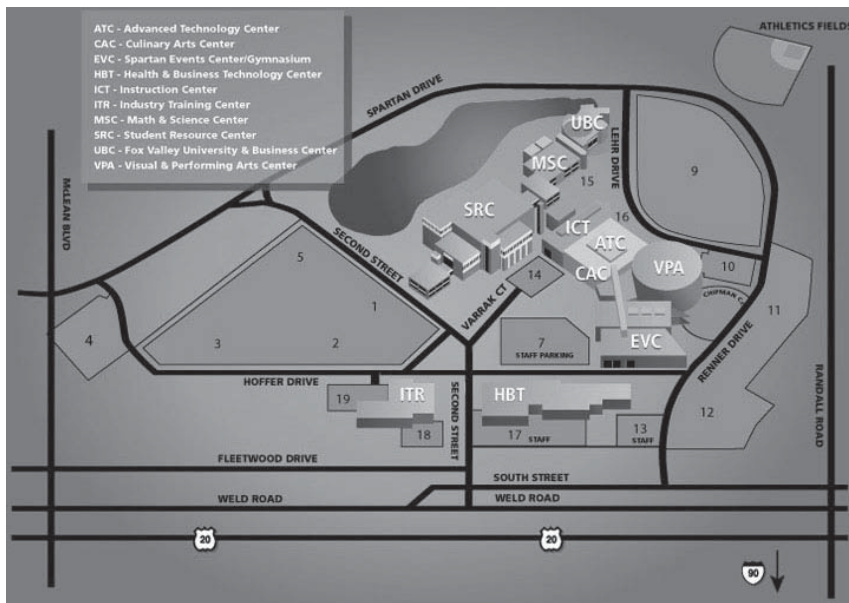 ATC - Advanced Technology Center
CAC - Culinary Arts Center
EVC - Spartan Events Center/Gymnasium
HBT - Health & Business Technology Center
ICT - Instruction Center
ITR - Industry Training Center
MSC - Math & Science Center
SRC - Student Resource Center
UBC - Fox Valley University & Business Center
VPA - Visual & Performing Arts Center
ATHLETICS FIELDS
SPARTAN DRIVE
UBC
LEHR DRIVE
MSC
15
9
McLEAN BLVD
SRC
16
ICT
ATC
SECOND STREET
5
VPA
10
14
CAC
CHIPMAN CT
1
VARRAK CT
11
4
3
2
7
STAFF PARKING
EVC
RENNER DRIVE
RANDALL ROAD
HOFFER DRIVE
19
ITR
SECOND STREET
HBT
12
18
17 STAFF
13
STAFF
FLEETWOOD DRIVE
SOUTH STREET
WELD ROAD
WELD ROAD
20
20
90